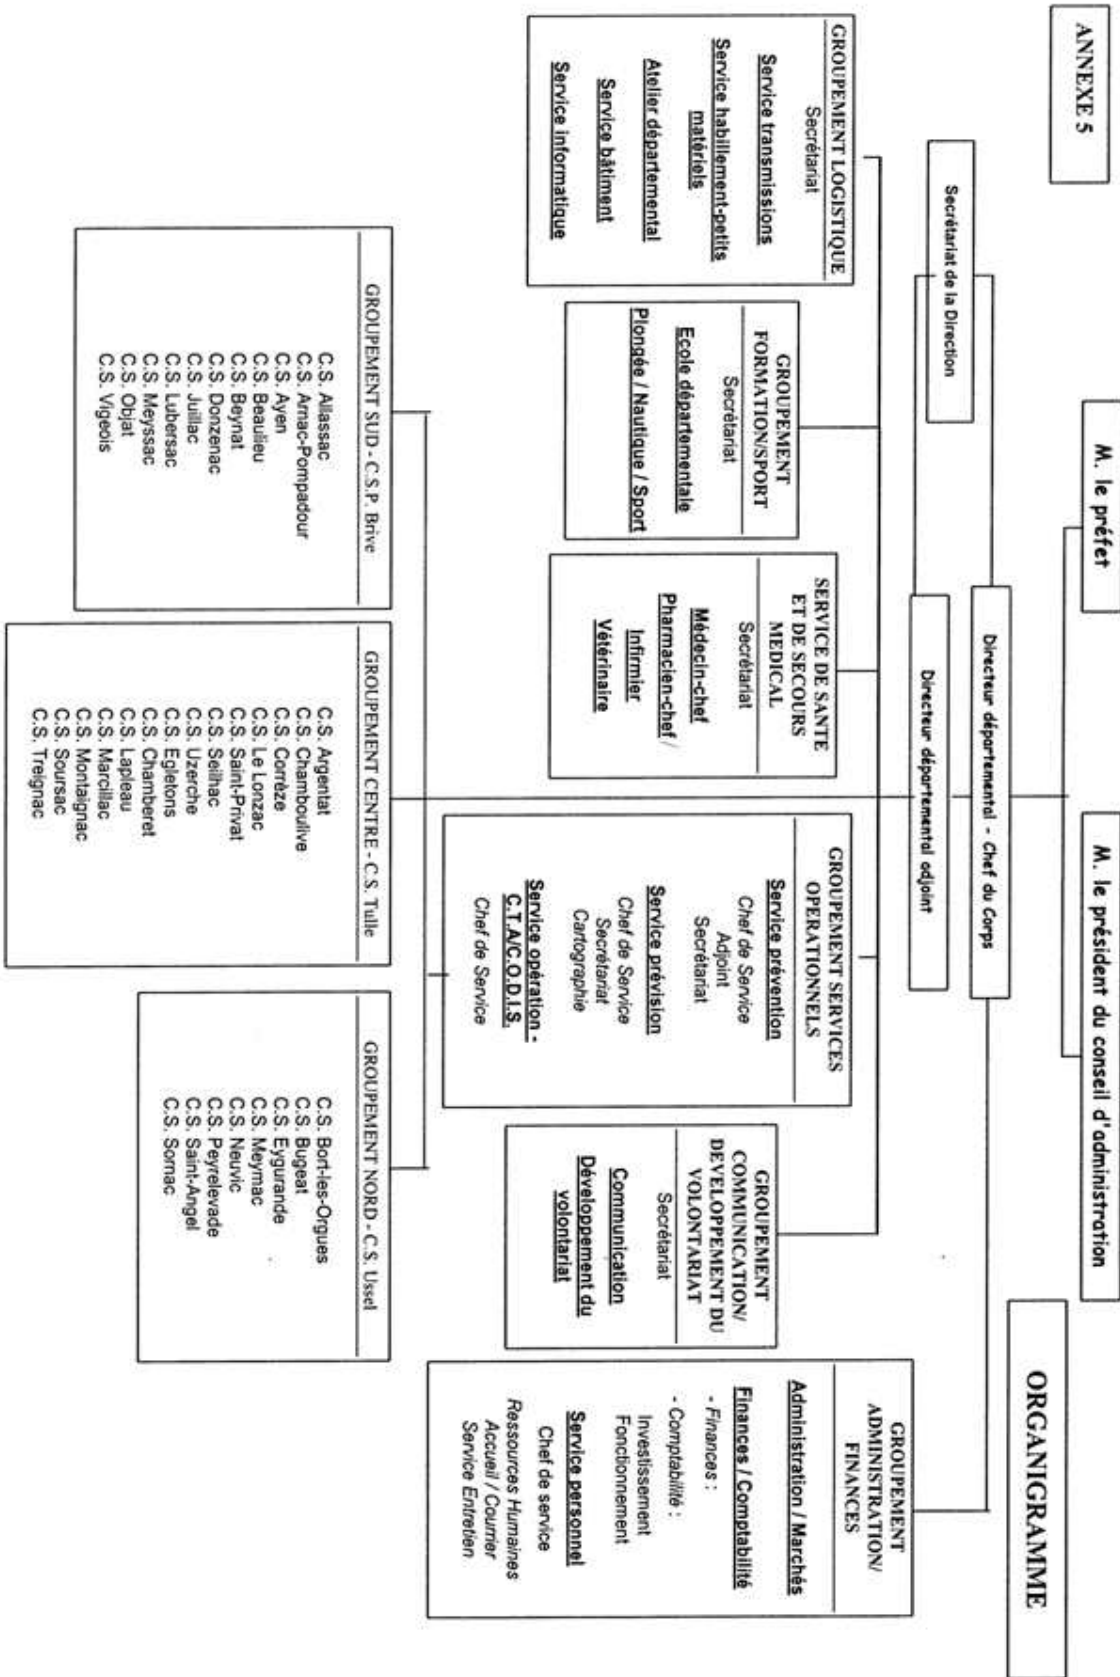 ANNEXE 5
ORGANIGRAMME
M. le préfet
M. le président du conseil d'administration
Directeur départemental - Chef du Corps
Secrétariat de la Direction
Directeur départemental adjoint
GROUPEMENT LOGISTIQUE
Secrétariat
Service transmissions
Service habillement-petits
matériels
Atelier départemental
Service bâtiment
Service informatique
GROUPEMENT
FORMATION/SPORT
Secrétariat
Ecole départementale
Plongée / Nautique / Sport
SERVICE DE SANTE
ET DE SECOURS
MEDICAL
Secrétariat
Médecin-chef
Pharmacien-chef /
Infirmier
Vétérinaire
GROUPEMENT SERVICES
OPERATIONNELS
Service prévention
Chef de Service
Adjoint
Secrétariat
Service prévision
Chef de Service
Secrétariat
Cartographie
Service opération -
C.T.A/C.O.D.I.S.
Chef de Service
GROUPEMENT
COMMUNICATION/
DEVELOPPEMENT DU
VOLONTARIAT
Secrétariat
Communication
Développement du
volontariat
GROUPEMENT
ADMINISTRATION/
FINANCES
Administration / Marchés
Finances / Comptabilité
- Finances :
- Comptabilité :
Investissement
Fonctionnement
Service personnel
Chef de service
Ressources Humaines
Accueil / Courrier
Service Entretien
GROUPEMENT SUD - C.S.P. Brive
C.S. Allassac
C.S. Arnac-Pompadour
C.S. Ayen
C.S. Beaulieu
C.S. Beynat
C.S. Donzenac
C.S. Juillac
C.S. Lubersac
C.S. Meyssac
C.S. Objat
C.S. Vigeois
GROUPEMENT CENTRE - C.S. Tulle
C.S. Argentat
C.S. Chamboulive
C.S. Corrèze
C.S. Le Lonzac
C.S. Saint-Privat
C.S. Seilhac
C.S. Uzerche
C.S. Egletons
C.S. Chamberet
C.S. Lapleau
C.S. Marcillac
C.S. Montaignac
C.S. Soursac
C.S. Treignac
GROUPEMENT NORD - C.S. Ussel
C.S. Bort-les-Orgues
C.S. Bugeat
C.S. Eygurande
C.S. Meymac
C.S. Neuvic
C.S. Peyrelevade
C.S. Saint-Angel
C.S. Sornac